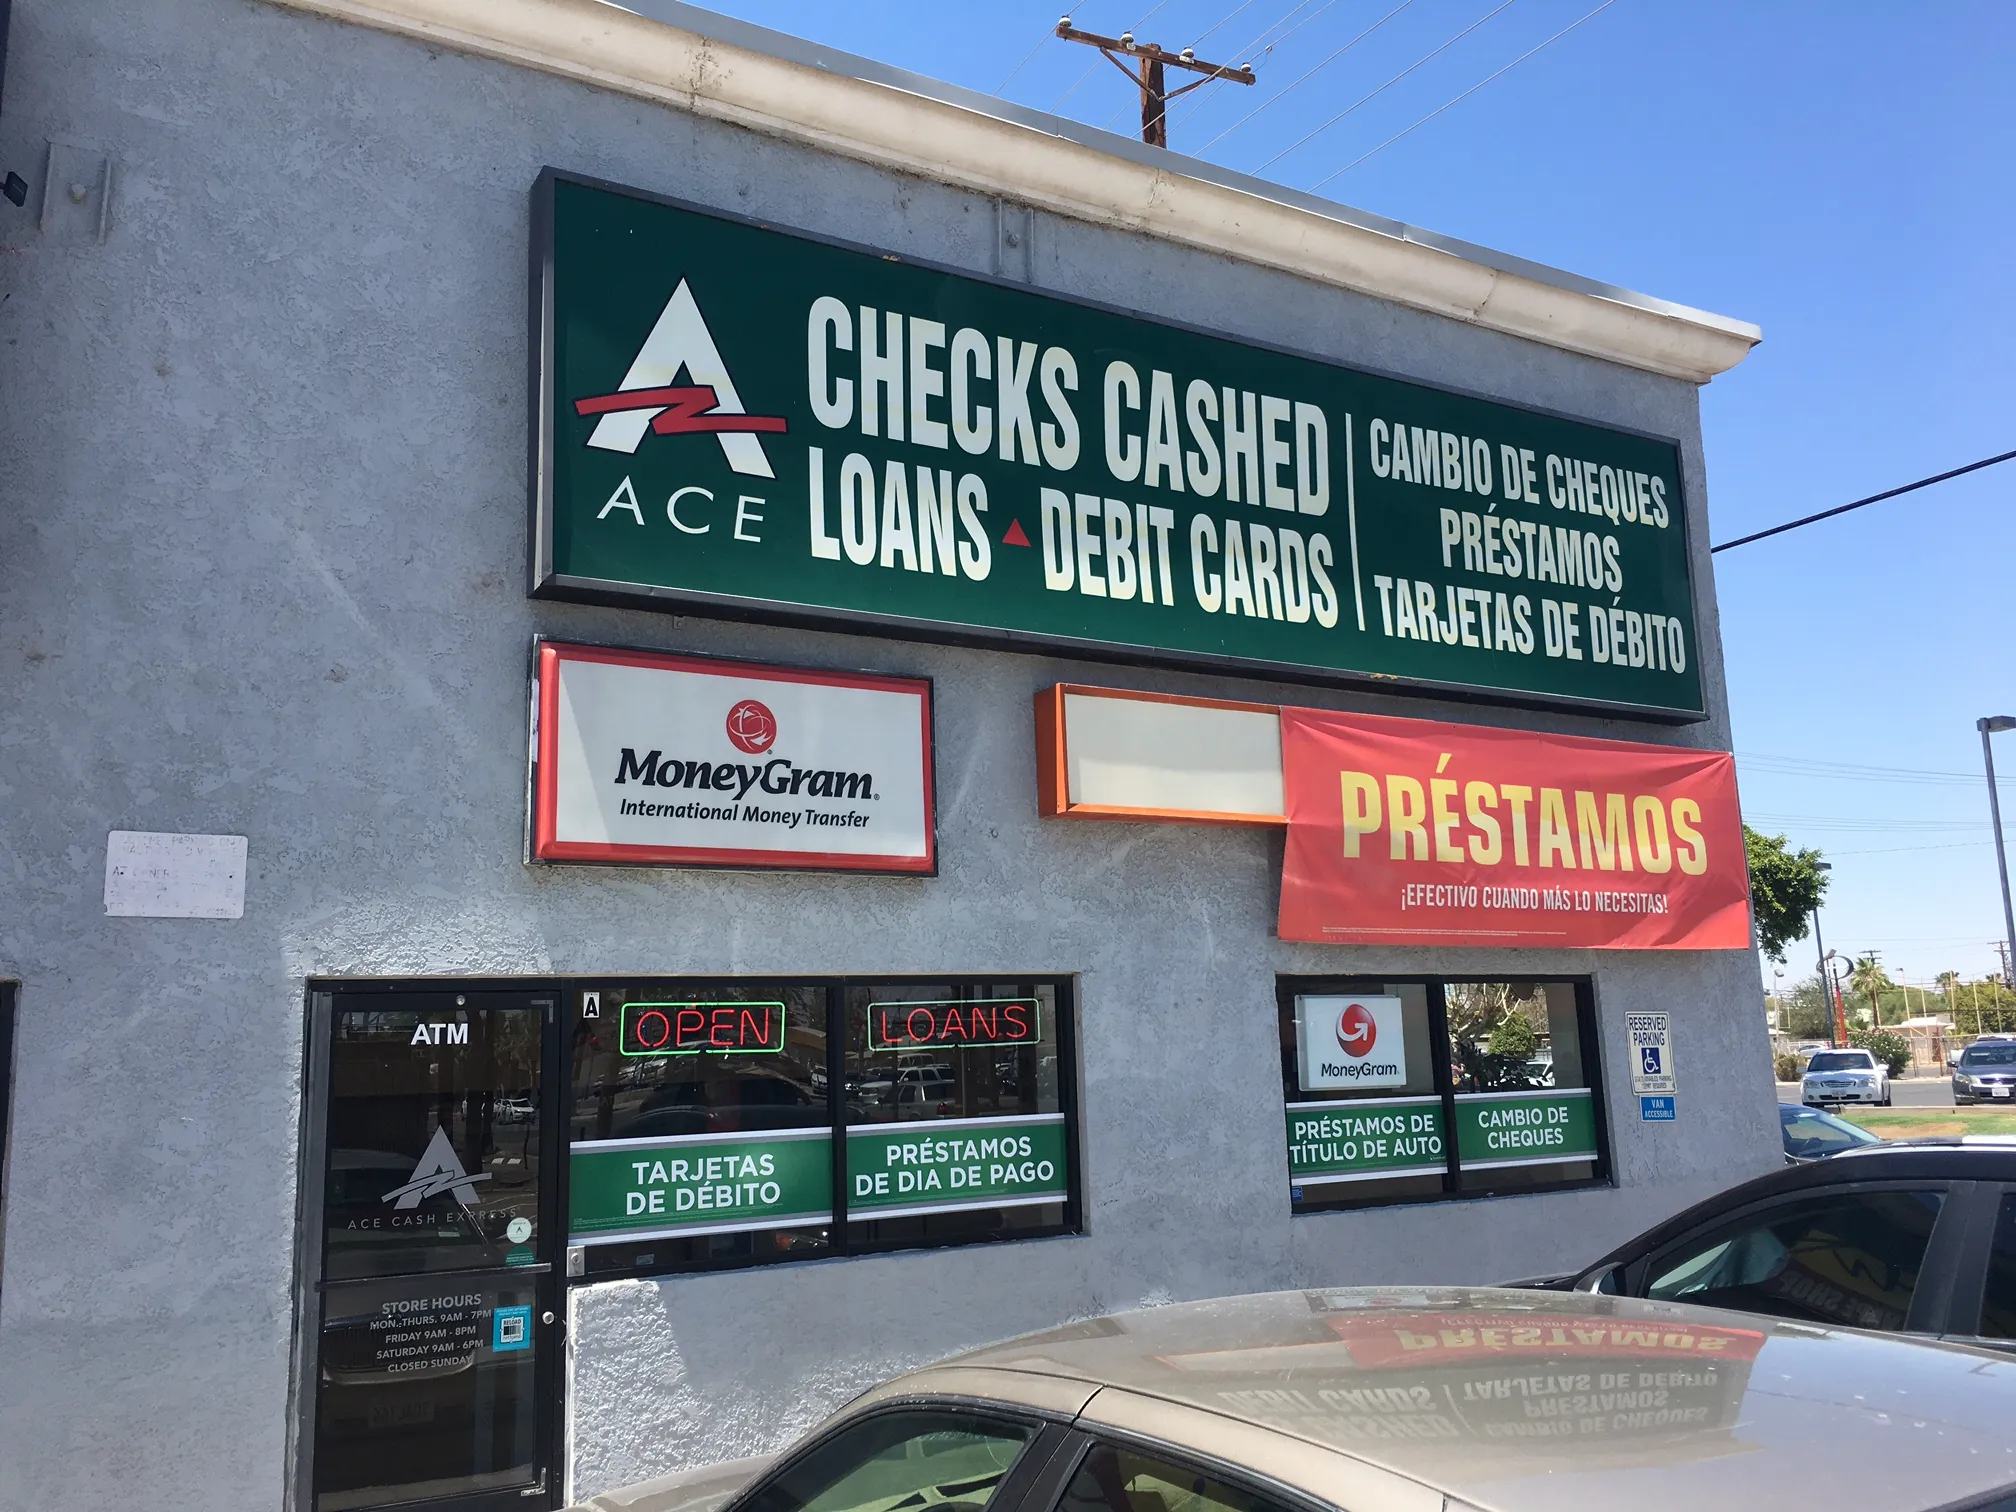 ACE
CHECKS CASHED
LOANS ▲ DEBIT CARDS
CAMBIO DE CHEQUES
PRÉSTAMOS
TARJETAS DE DÉBITO
MoneyGram®
International Money Transfer
PRÉSTAMOS
¡EFECTIVO CUANDO MÁS LO NECESITAS!
ATM
A
OPEN
LOANS
TARJETAS
DE DÉBITO
PRÉSTAMOS
DE DIA DE PAGO
ACE CASH EXPRESS
STORE HOURS
MON.-THURS. 9AM - 7PM
FRIDAY 9AM - 8PM
SATURDAY 9AM - 6PM
CLOSED SUNDAY
RELOAD
MoneyGram
PRÉSTAMOS DE
TÍTULO DE AUTO
CAMBIO DE
CHEQUES
RESERVED
PARKING
VAN
ACCESSIBLE